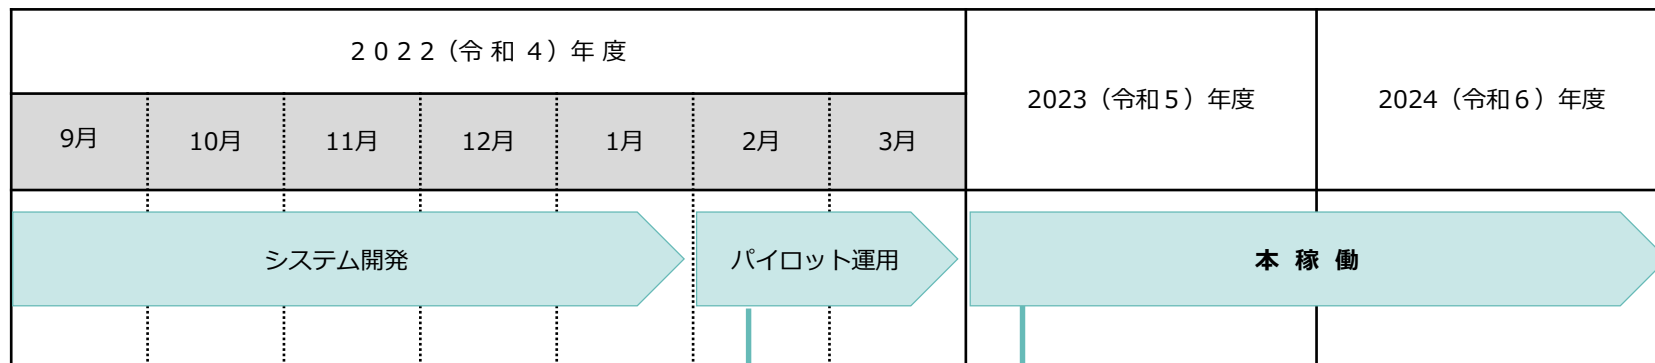 ２０２２（令和 ４）年度
2023（令和５）年度
2024（令和６）年度
9月
10月
11月
12月
1月
2月
3月
システム開発
パイロット運用
本 稼 働